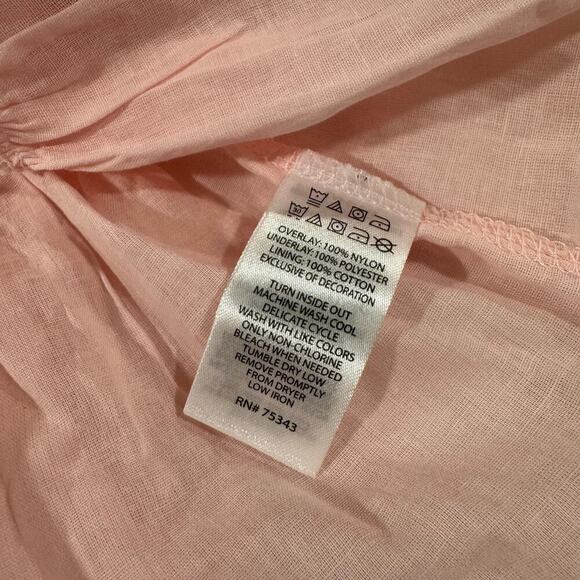 OVERLAY: 100% NYLON
UNDERLAY: 100% POLYESTER
LINING: 100% COTTON
EXCLUSIVE OF DECORATION
TURN INSIDE OUT
MACHINE WASH COOL
DELICATE CYCLE
WASH WITH LIKE COLORS
ONLY NON-CHLORINE
BLEACH WHEN NEEDED
TUMBLE DRY LOW
REMOVE PROMPTLY
FROM DRYER
LOW IRON
RN# 75343